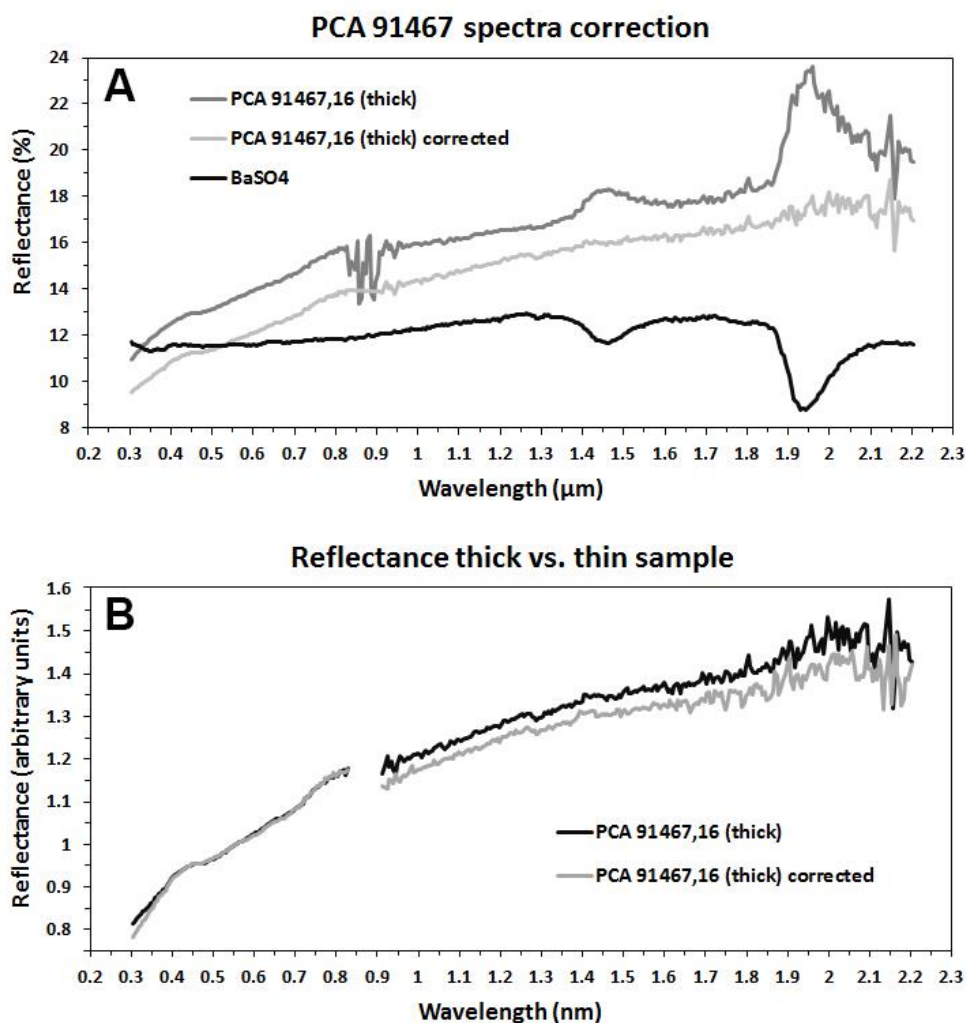 PCA 91467 spectra correction
A
PCA 91467,16 (thick)
PCA 91467,16 (thick) corrected
BaSO4
Reflectance (%)
24
22
20
18
16
14
12
10
8
0.2 0.3 0.4 0.5 0.6 0.7 0.8 0.9 1 1.1 1.2 1.3 1.4 1.5 1.6 1.7 1.8 1.9 2 2.1 2.2 2.3
Wavelength (µm)
Reflectance thick vs. thin sample
B
Reflectance (arbitrary units)
1.6
1.5
1.4
1.3
1.2
1.1
1
0.9
0.8
PCA 91467,16 (thick)
PCA 91467,16 (thick) corrected
0.2 0.3 0.4 0.5 0.6 0.7 0.8 0.9 1 1.1 1.2 1.3 1.4 1.5 1.6 1.7 1.8 1.9 2 2.1 2.2 2.3
Wavelength (nm)